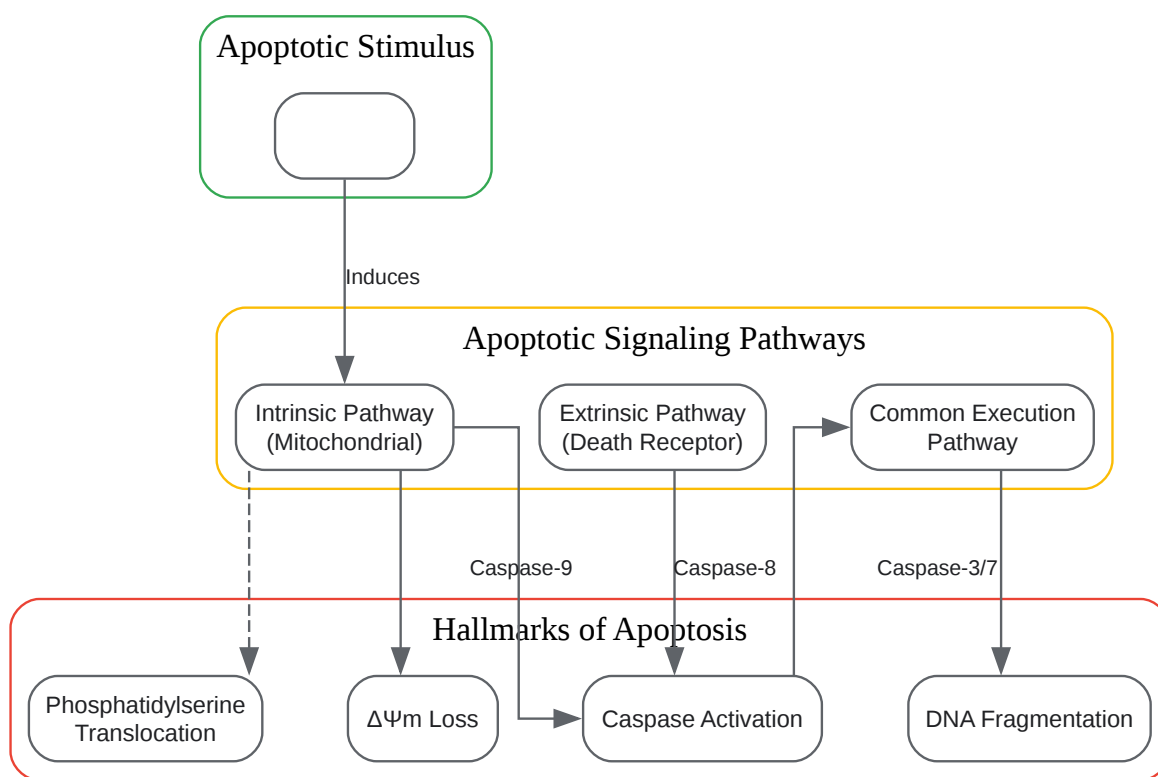 Apoptotic Stimulus
Induces
Apoptotic Signaling Pathways
Intrinsic Pathway
(Mitochondrial)
Extrinsic Pathway
(Death Receptor)
Common Execution
Pathway
Caspase-9
Caspase-8
Caspase-3/7
Hallmarks of Apoptosis
Phosphatidylserine
Translocation
ΔΨm Loss
Caspase Activation
DNA Fragmentation